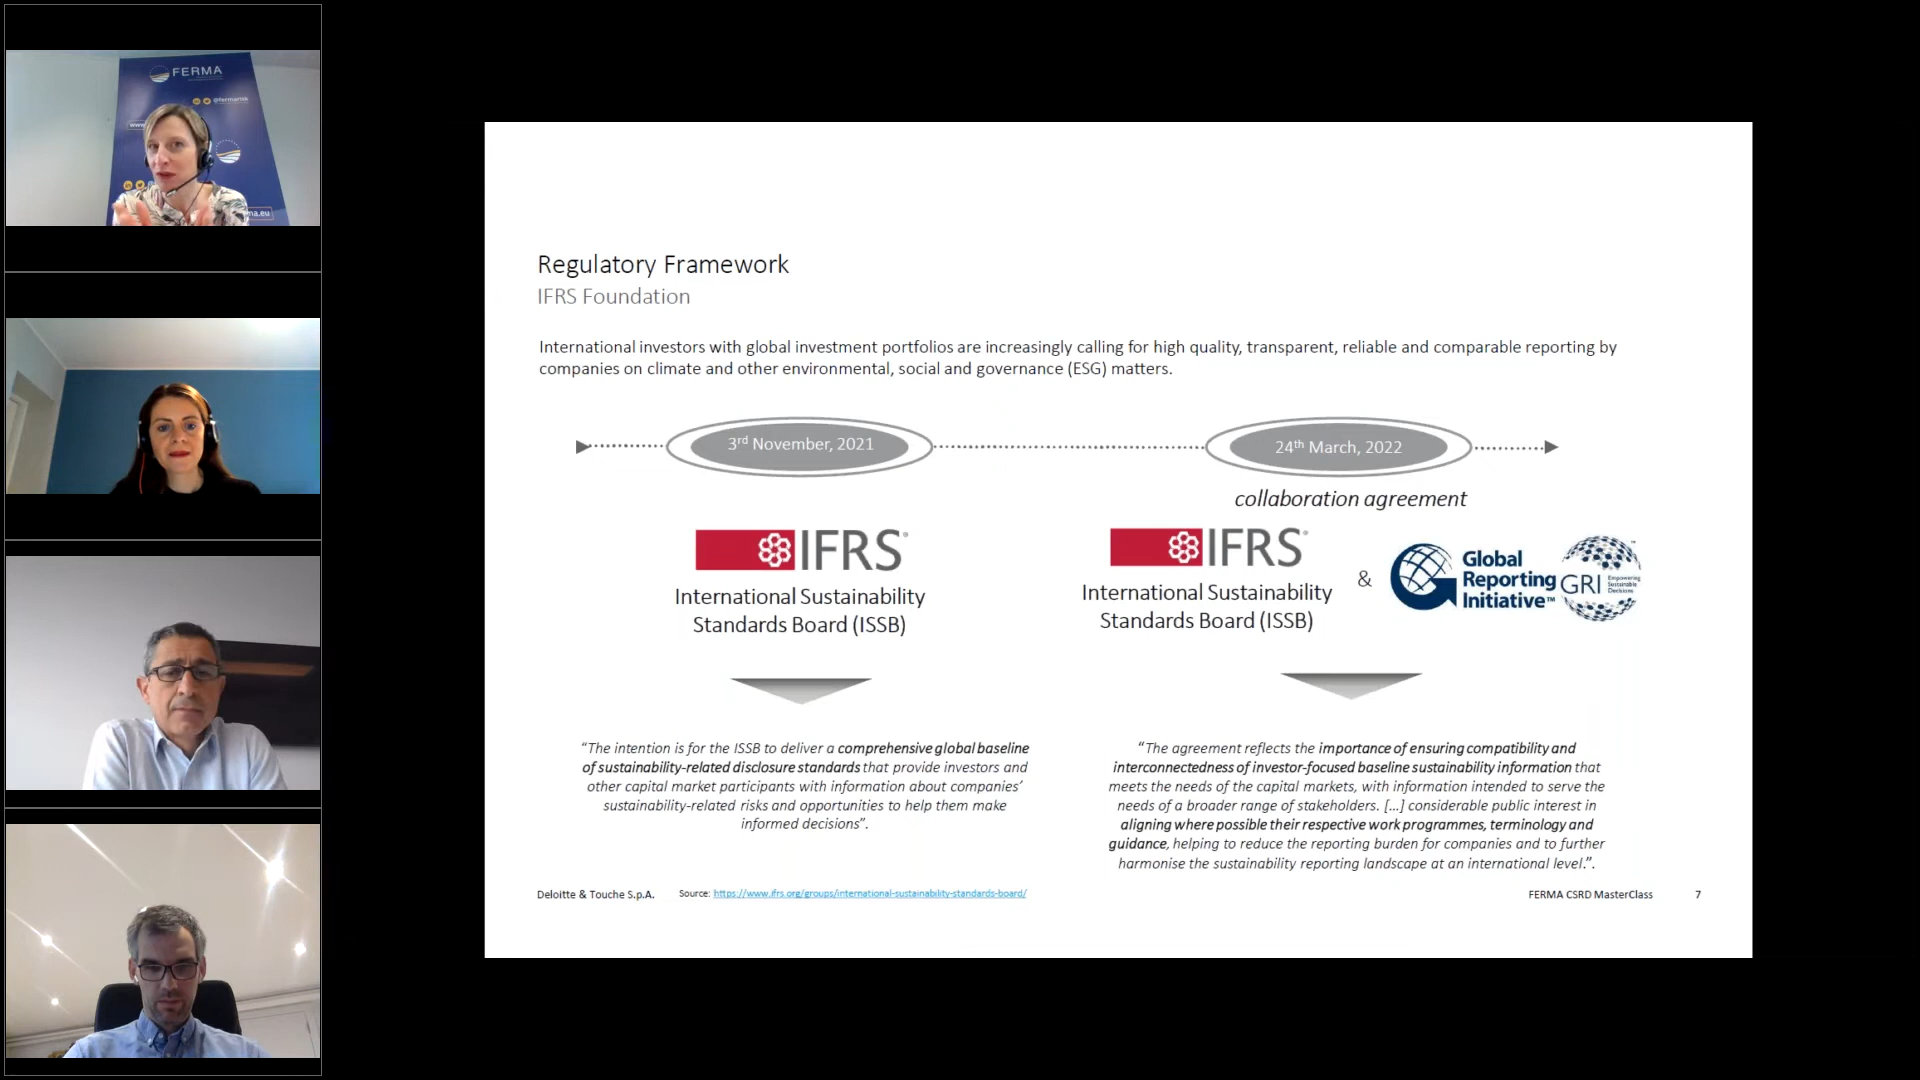 FERMA
@fermarisk
www
na.eu
Regulatory Framework
IFRS Foundation
International investors with global investment portfolios are increasingly calling for high quality, transparent, reliable and comparable reporting by
companies on climate and other environmental, social and governance (ESG) matters.
3rd November, 2021
24th March, 2022
collaboration agreement
IFRS®
International Sustainability
Standards Board (ISSB)
IFRS®
International Sustainability
Standards Board (ISSB)
&
Global
Reporting
Initiative™
GRI
Empowering
Sustainable
Decisions
“The intention is for the ISSB to deliver a comprehensive global baseline
of sustainability-related disclosure standards that provide investors and
other capital market participants with information about companies’
sustainability-related risks and opportunities to help them make
informed decisions”.
“The agreement reflects the importance of ensuring compatibility and
interconnectedness of investor-focused baseline sustainability information that
meets the needs of the capital markets, with information intended to serve the
needs of a broader range of stakeholders. […] considerable public interest in
aligning where possible their respective work programmes, terminology and
guidance, helping to reduce the reporting burden for companies and to further
harmonise the sustainability reporting landscape at an international level.”.
Deloitte & Touche S.p.A.
Source: https://www.ifrs.org/groups/international-sustainability-standards-board/
FERMA CSRD MasterClass
7